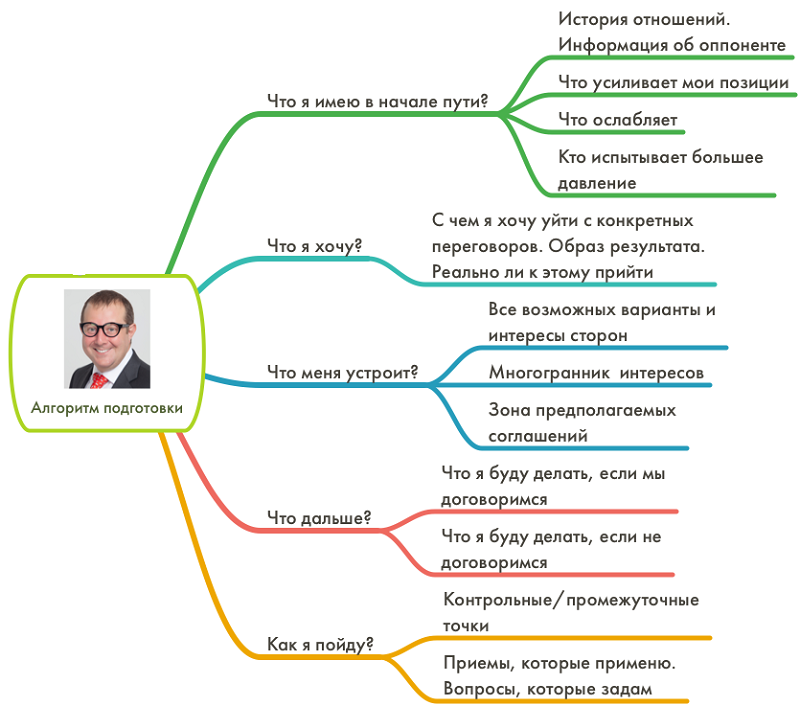 Алгоритм подготовки
Что я имею в начале пути?
История отношений.
Информация об оппоненте
Что усиливает мои позиции
Что ослабляет
Кто испытывает большее
давление
Что я хочу?
С чем я хочу уйти с конкретных
переговоров. Образ результата.
Реально ли к этому прийти
Что меня устроит?
Все возможных варианты и
интересы сторон
Многогранник интересов
Зона предполагаемых
соглашений
Что дальше?
Что я буду делать, если мы
договоримся
Что я буду делать, если не
договоримся
Как я пойду?
Контрольные/промежуточные
точки
Приемы, которые применю.
Вопросы, которые задам